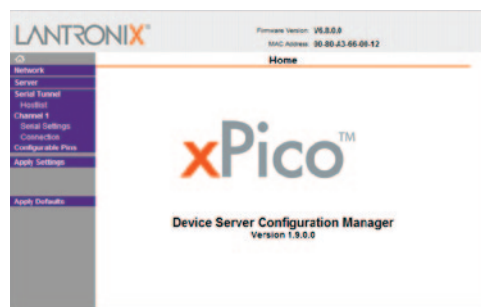 LANTRONIX®
Firmware Version: V6.8.0.0
MAC Address: 00-80-A3-66-09-12
Home
Network
Server
Serial Tunnel
Hostlist
Channel 1
Serial Settings
Connection
Configurable Pins
Apply Settings
Apply Defaults
xPico™
Device Server Configuration Manager
Version 1.9.0.0